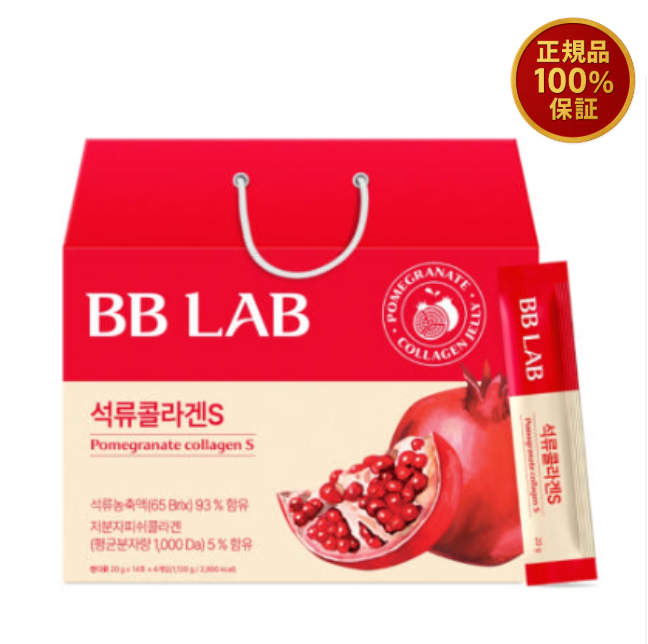 正規品
100%
保証
POMEGRANATE · COLLAGEN JELLY ·
BB LAB
석류콜라겐S
Pomegranate collagen S
석류농축액(65 Brix) 93 % 함유
저분자피쉬콜라겐
(평균분자량 1,000 Da) 5 % 함유
BB LAB
석류콜라겐S
Pomegranate collagen S
20 g